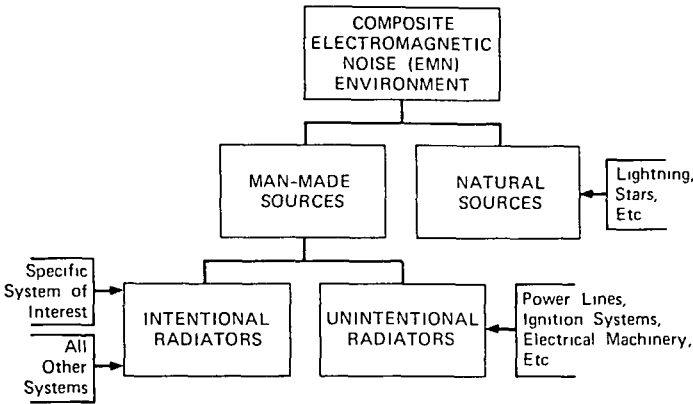 COMPOSITE
ELECTROMAGNETIC
NOISE (EMN)
ENVIRONMENT
MAN-MADE
SOURCES
NATURAL
SOURCES
Lightning,
Stars,
Etc
Specific
System of
Interest
All
Other
Systems
INTENTIONAL
RADIATORS
UNINTENTIONAL
RADIATORS
Power Lines,
Ignition Systems,
Electrical Machinery,
Etc